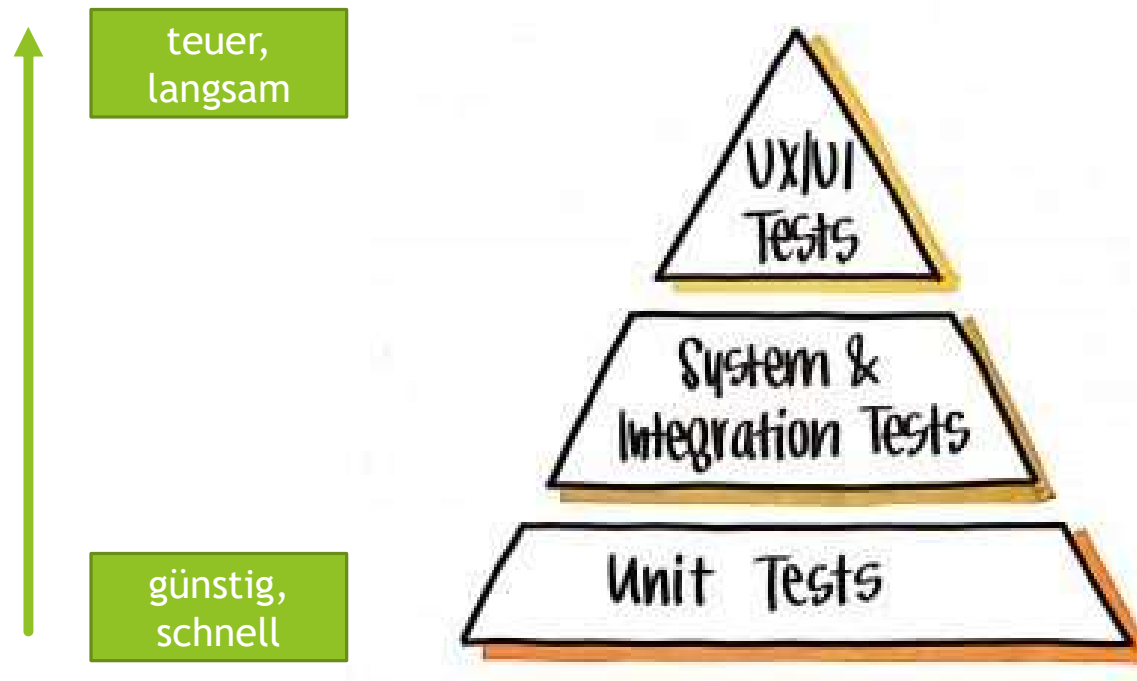 teuer,
langsam
UX/UI
Tests
System &
Integration Tests
günstig,
schnell
Unit Tests